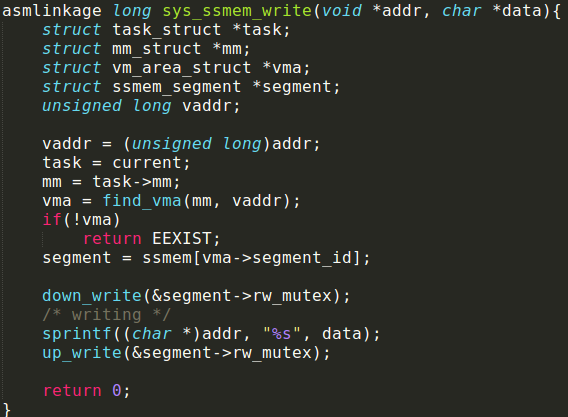 asmlinkage long sys_ssmem_write(void *addr, char *data){
    struct task_struct *task;
    struct mm_struct *mm;
    struct vm_area_struct *vma;
    struct ssmem_segment *segment;
    unsigned long vaddr;

    vaddr = (unsigned long)addr;
    task = current;
    mm = task->mm;
    vma = find_vma(mm, vaddr);
    if(!vma)
        return EEXIST;
    segment = ssmem[vma->segment_id];

    down_write(&segment->rw_mutex);
    /* writing */
    sprintf((char *)addr, "%s", data);
    up_write(&segment->rw_mutex);

    return 0;
}